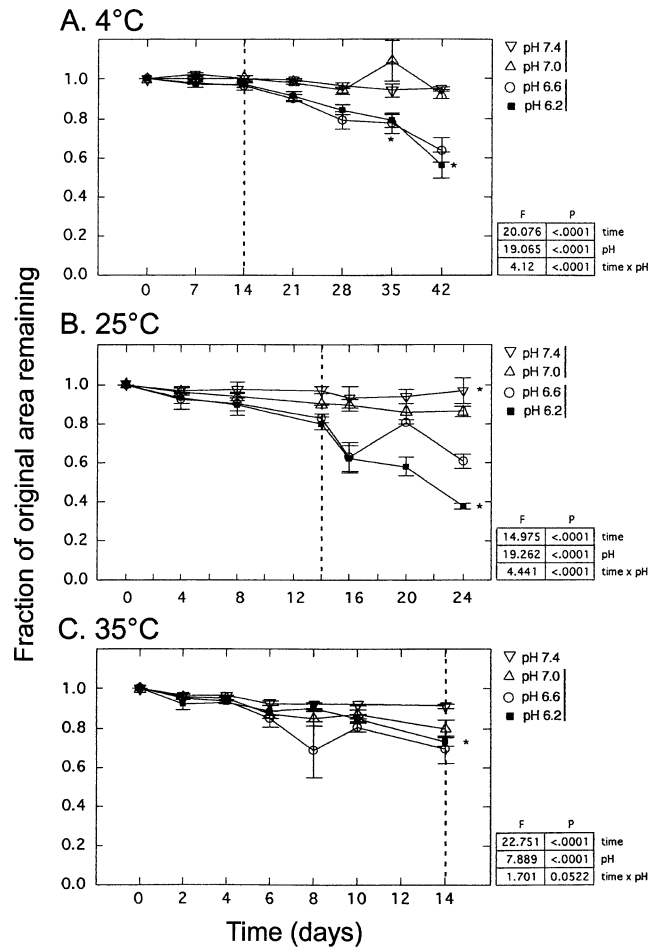 A. 4°C
1.0
0.8
0.6
0.4
0.2
0.0
0 7 14 21 28 35 42
* *
pH 7.4
pH 7.0
pH 6.6
pH 6.2
F P
20.076 <.0001 time
19.065 <.0001 pH
4.12 <.0001 time x pH
Fraction of original area remaining
B. 25°C
1.0
0.8
0.6
0.4
0.2
0.0
0 4 8 12 14 16 20 24
* *
pH 7.4
pH 7.0
pH 6.6
pH 6.2
F P
14.975 <.0001 time
19.262 <.0001 pH
4.441 <.0001 time x pH
C. 35°C
1.0
0.8
0.6
0.4
0.2
0.0
0 2 4 6 8 10 14
*
pH 7.4
pH 7.0
pH 6.6
pH 6.2
F P
22.751 <.0001 time
7.889 <.0001 pH
1.701 0.0522 time x pH
Time (days)